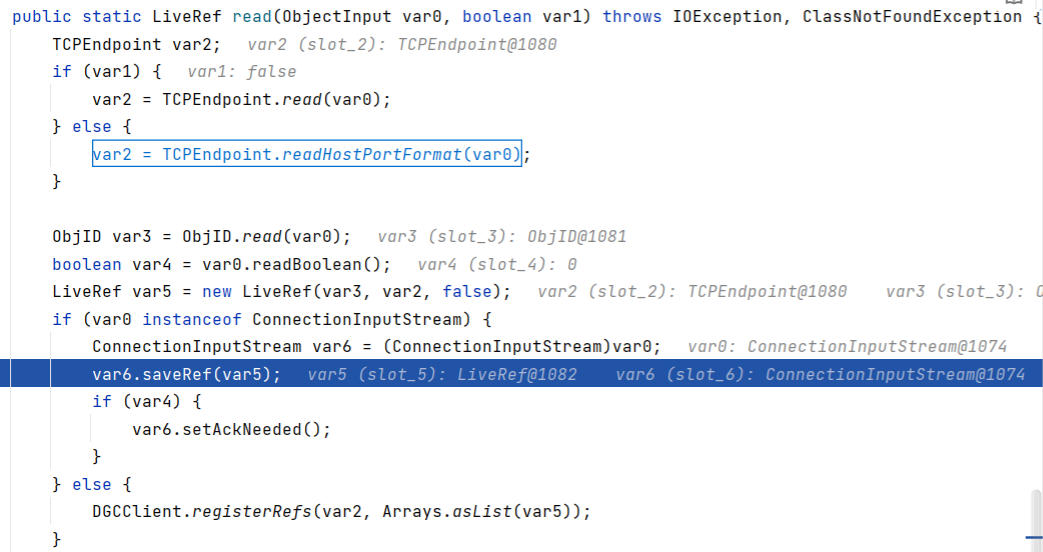 public static LiveRef read(ObjectInput var0, boolean var1) throws IOException, ClassNotFoundException {
TCPEndpoint var2;   var2 (slot_2): TCPEndpoint@1080
if (var1) {   var1: false
var2 = TCPEndpoint.read(var0);
} else {
var2 = TCPEndpoint.readHostPortFormat(var0);
}
ObjID var3 = ObjID.read(var0);   var3 (slot_3): ObjID@1081
boolean var4 = var0.readBoolean();   var4 (slot_4): 0
LiveRef var5 = new LiveRef(var3, var2, false);   var2 (slot_2): TCPEndpoint@1080   var3 (slot_3):
if (var0 instanceof ConnectionInputStream) {
ConnectionInputStream var6 = (ConnectionInputStream)var0;   var0: ConnectionInputStream@1074
var6.saveRef(var5);   var5 (slot_5): LiveRef@1082   var6 (slot_6): ConnectionInputStream@1074
if (var4) {
var6.setAckNeeded();
}
} else {
DGCClient.registerRefs(var2, Arrays.asList(var5));
}